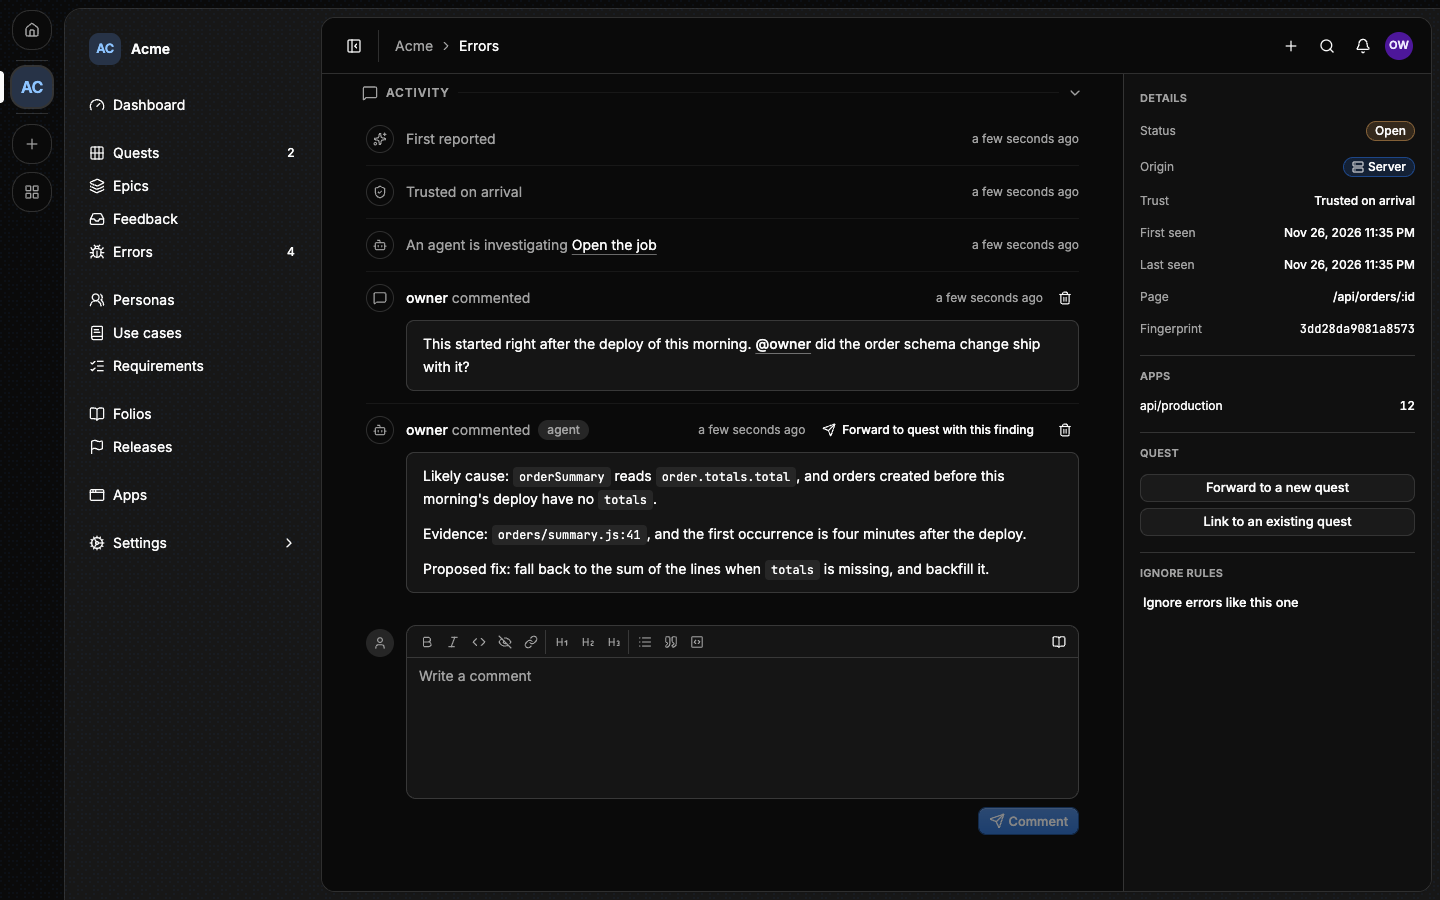 AC
Acme
AC
Dashboard
Quests 2
Epics
Feedback
Errors 4
Personas
Use cases
Requirements
Folios
Releases
Apps
Settings
Acme > Errors
OW
ACTIVITY
First reported a few seconds ago
Trusted on arrival a few seconds ago
An agent is investigating Open the job a few seconds ago
owner commented a few seconds ago
This started right after the deploy of this morning. @owner did the order schema change ship
with it?
owner commented agent a few seconds ago Forward to quest with this finding
Likely cause: orderSummary reads order.totals.total, and orders created before this
morning's deploy have no totals.
Evidence: orders/summary.js:41, and the first occurrence is four minutes after the deploy.
Proposed fix: fall back to the sum of the lines when totals is missing, and backfill it.
B I H1 H2 H3
Write a comment
Comment
DETAILS
Status Open
Origin Server
Trust Trusted on arrival
First seen Nov 26, 2026 11:35 PM
Last seen Nov 26, 2026 11:35 PM
Page /api/orders/:id
Fingerprint 3dd28da9081a8573
APPS
api/production 12
QUEST
Forward to a new quest
Link to an existing quest
IGNORE RULES
Ignore errors like this one